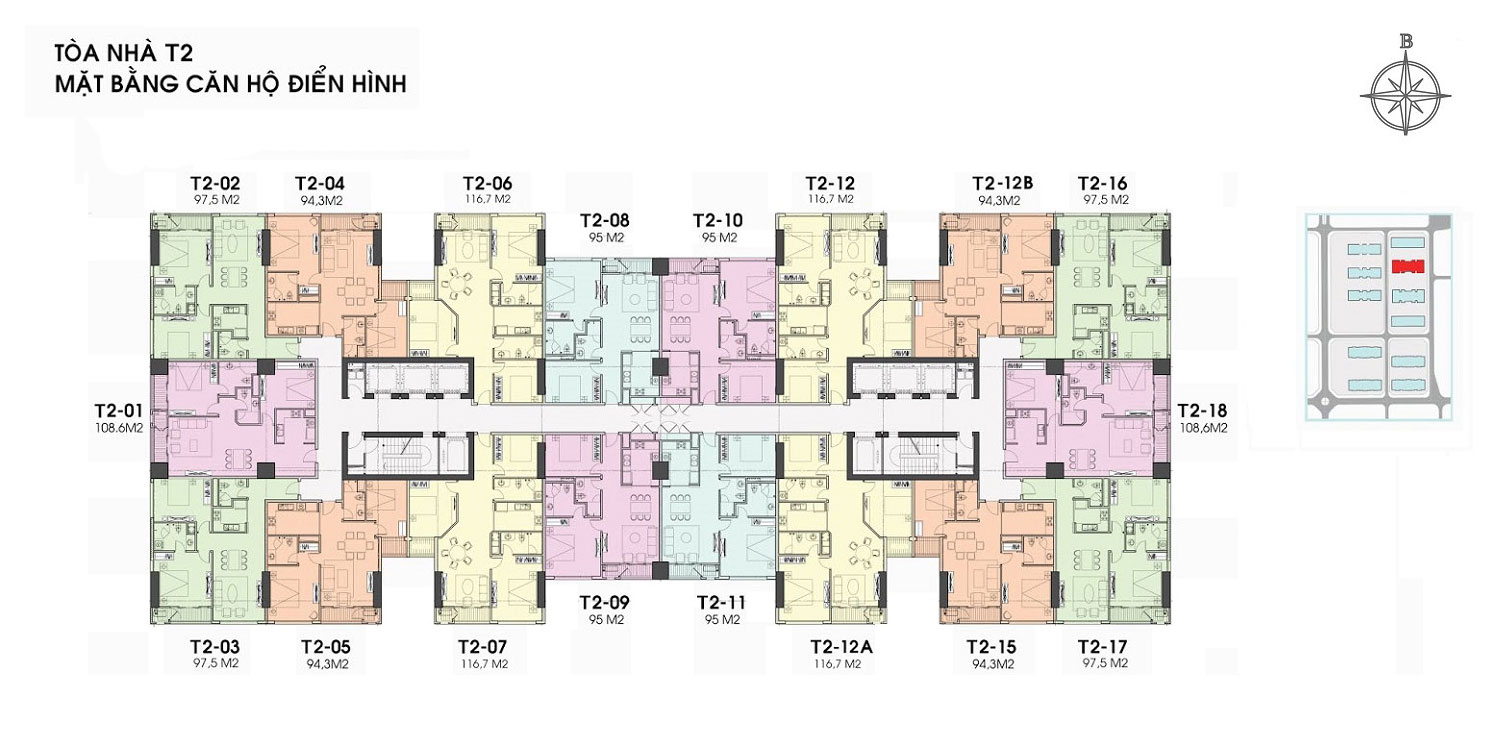 TÒA NHÀ T2
MẶT BẰNG CĂN HỘ ĐIỂN HÌNH
B
T2-02
97,5 M2
T2-04
94,3M2
T2-06
116,7 M2
T2-08
95 M2
T2-10
95 M2
T2-12
116,7 M2
T2-12B
94,3M2
T2-16
97,5 M2
T2-01
108.6M2
T2-18
108,6M2
T2-03
97,5 M2
T2-05
94,3M2
T2-07
116,7 M2
T2-09
95 M2
T2-11
95 M2
T2-12A
116,7 M2
T2-15
94,3M2
T2-17
97,5 M2